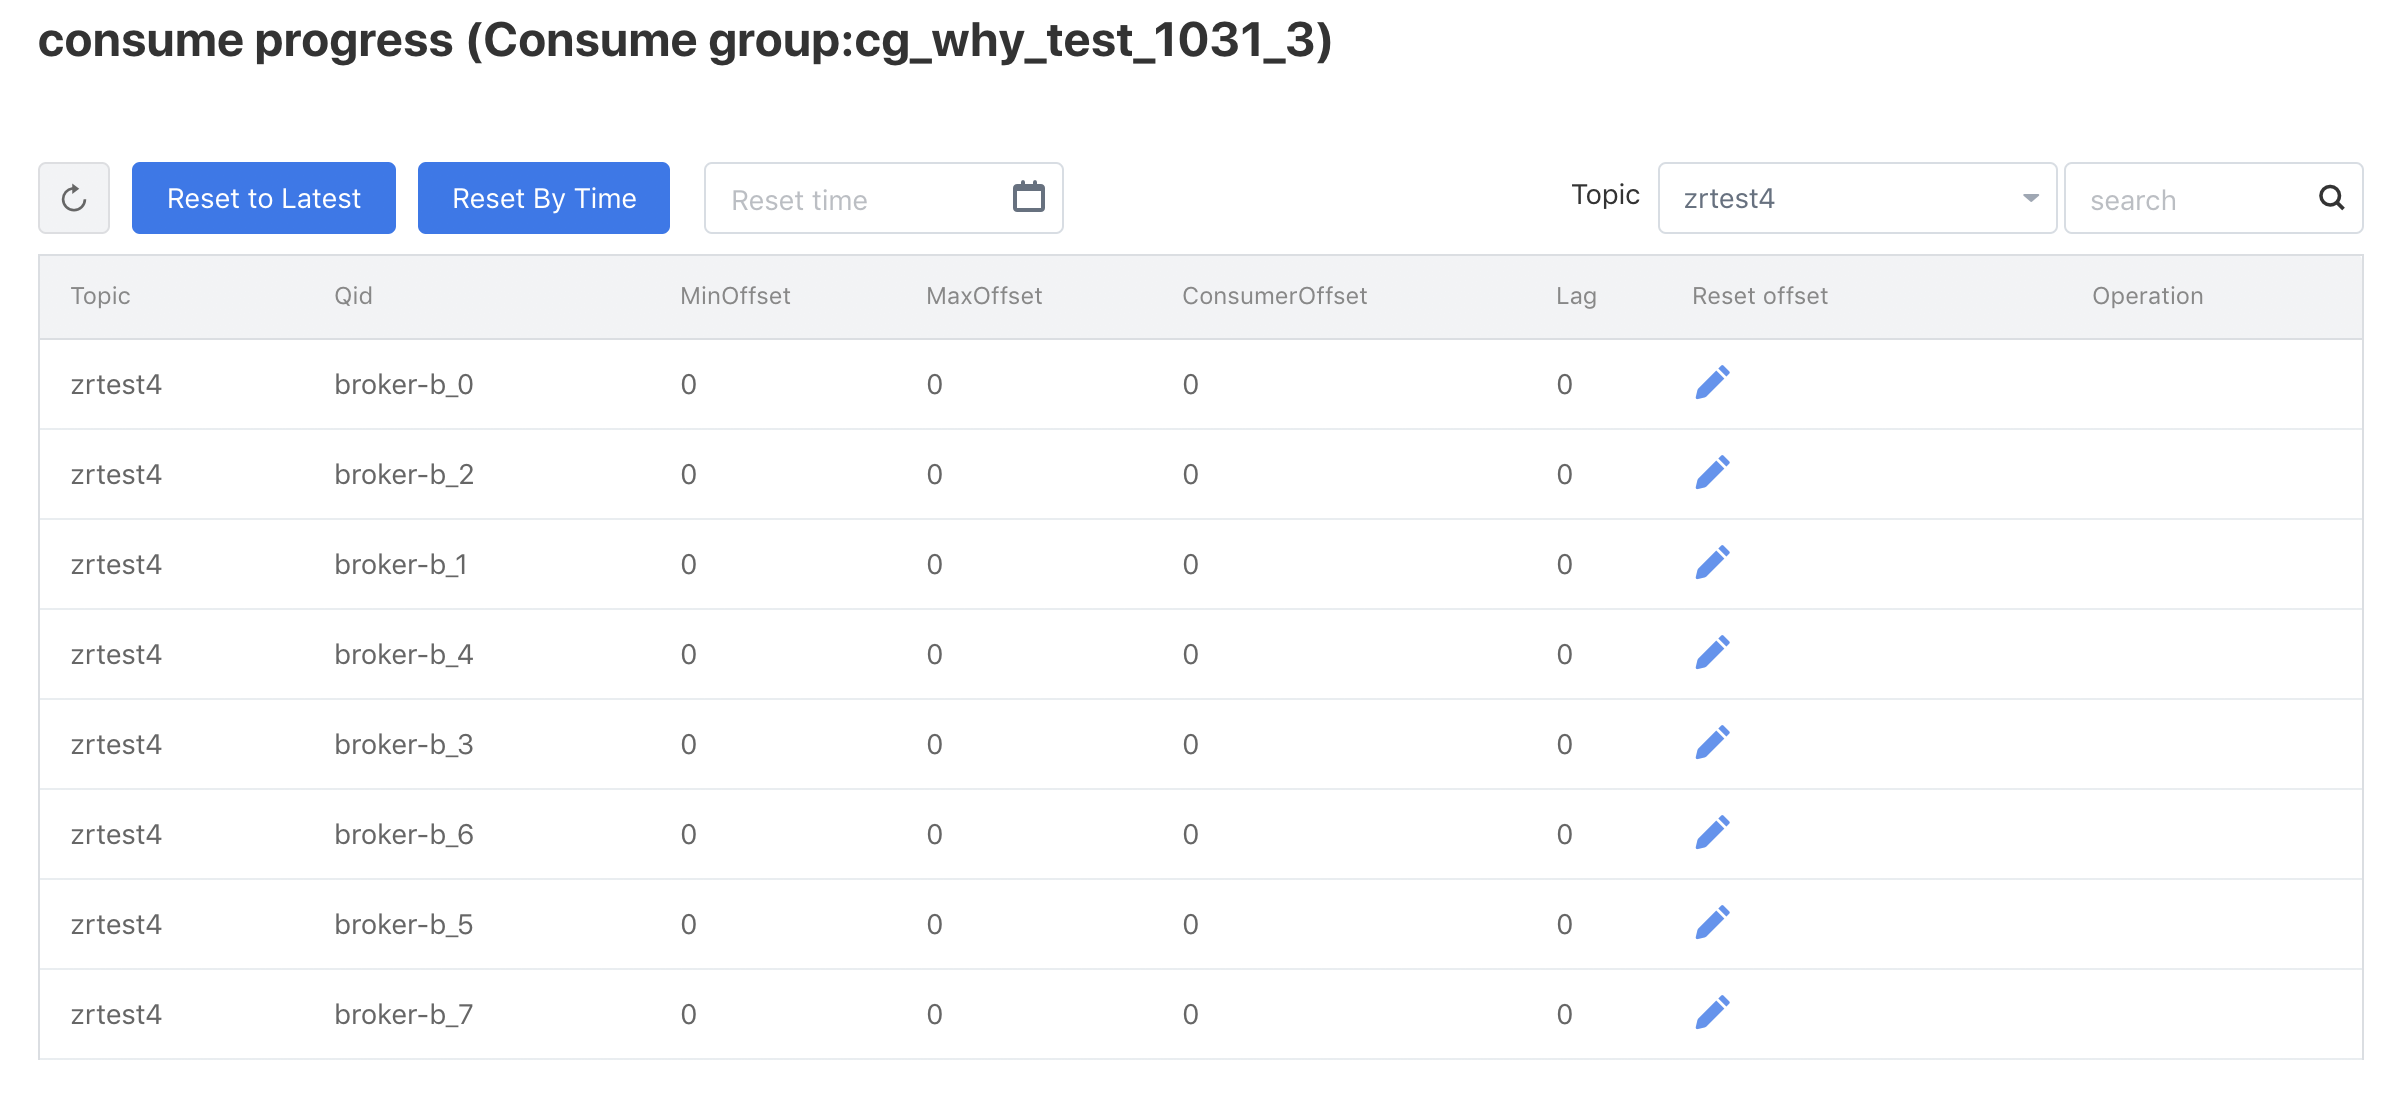 consume progress (Consume group:cg_why_test_1031_3)
Reset to Latest Reset By Time Reset time Topic zrtest4 search
Topic Qid MinOffset MaxOffset ConsumerOffset Lag Reset offset Operation
zrtest4 broker-b_0 0 0 0 0
zrtest4 broker-b_2 0 0 0 0
zrtest4 broker-b_1 0 0 0 0
zrtest4 broker-b_4 0 0 0 0
zrtest4 broker-b_3 0 0 0 0
zrtest4 broker-b_6 0 0 0 0
zrtest4 broker-b_5 0 0 0 0
zrtest4 broker-b_7 0 0 0 0